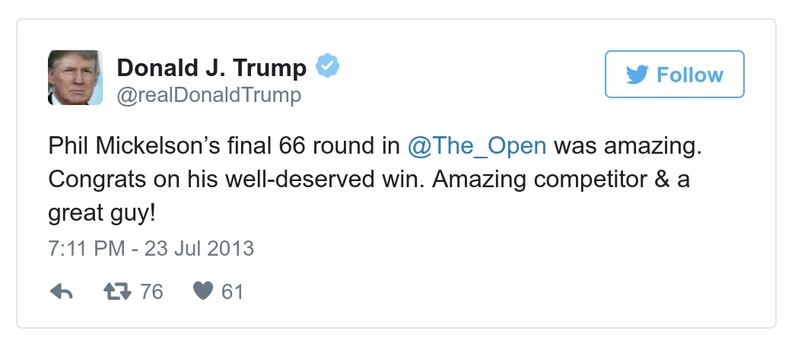 Donald J. Trump
@realDonaldTrump
Follow
Phil Mickelson’s final 66 round in @The_Open was amazing.
Congrats on his well-deserved win. Amazing competitor & a
great guy!
7:11 PM - 23 Jul 2013
76 61